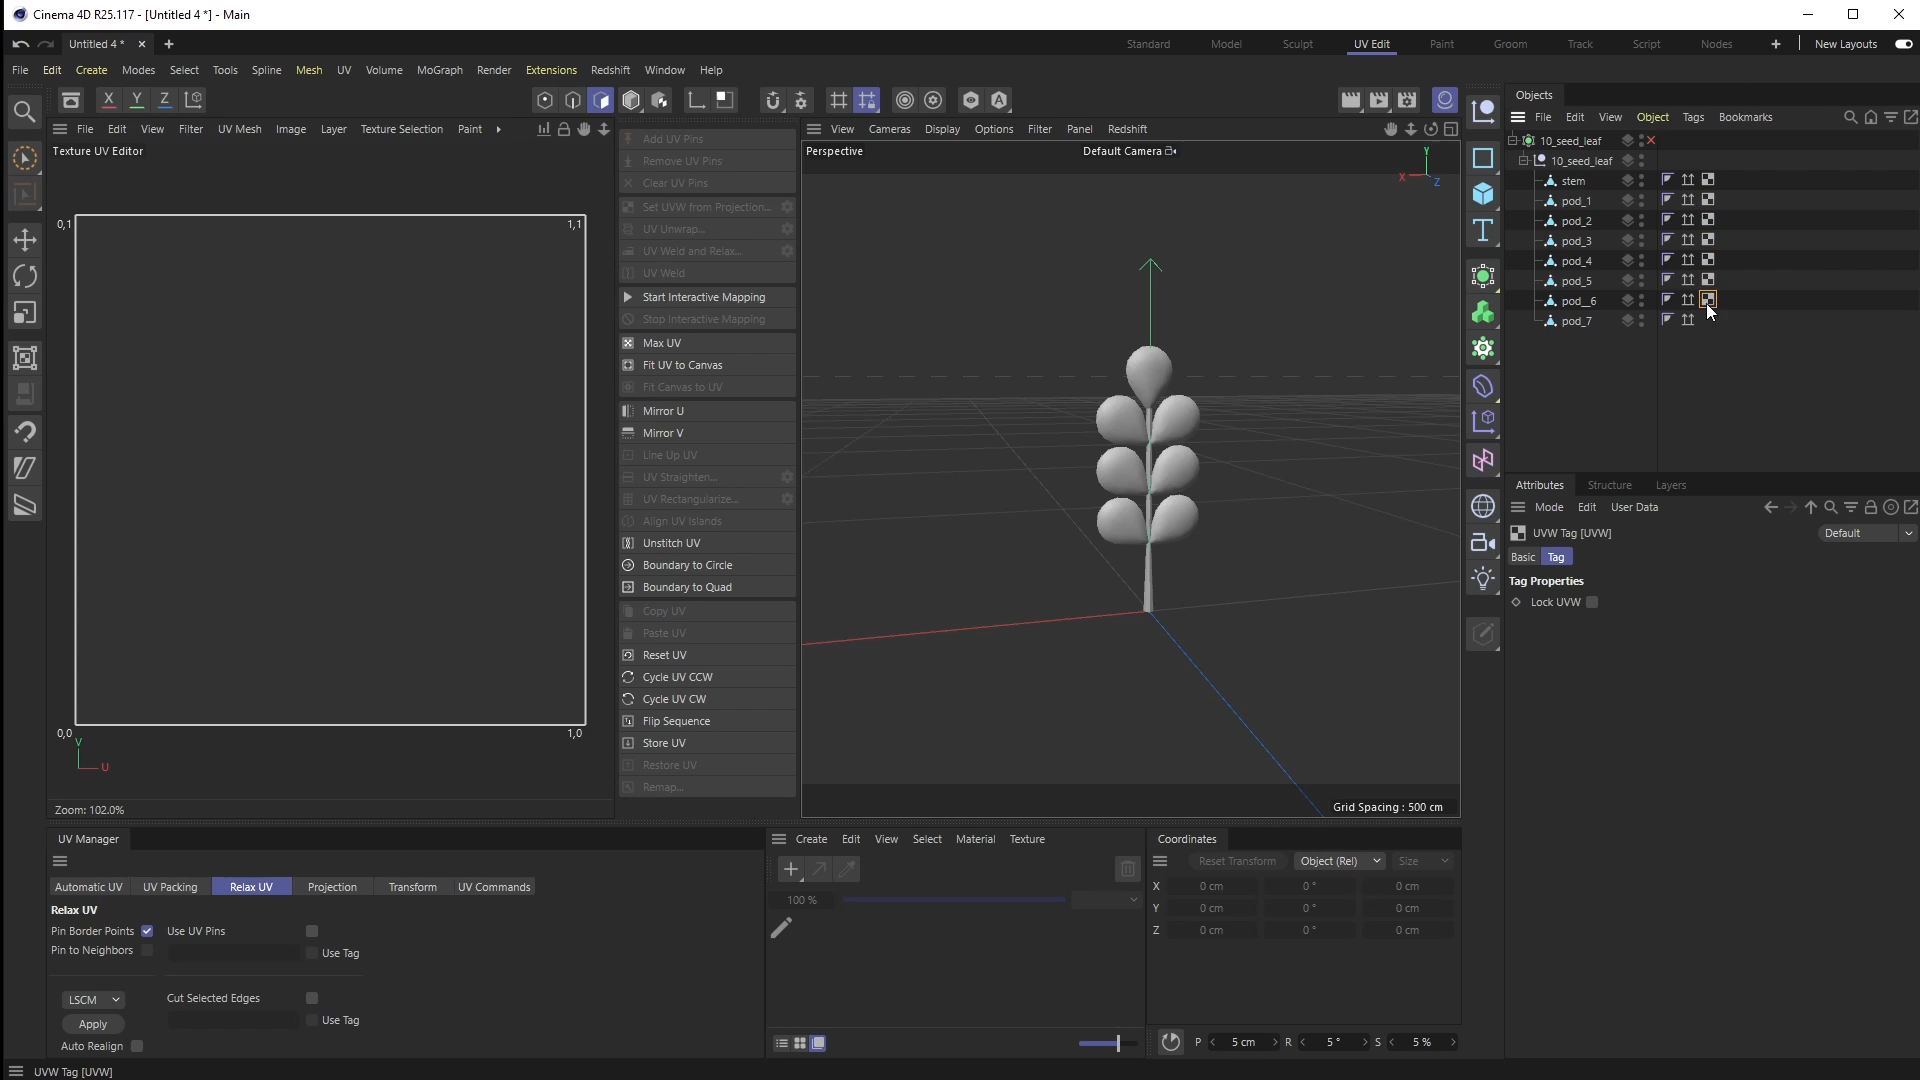 Cinema 4D R25.117 - [Untitled 4 *] - Main
Untitled 4 *
Standard Model Sculpt UV Edit Paint Groom Track Script Nodes New Layouts
File Edit Create Modes Select Tools Spline Mesh UV Volume MoGraph Render Extensions Redshift Window Help
X Y Z
File Edit View Filter UV Mesh Image Layer Texture Selection Paint
Texture UV Editor
0,1
1,1
0,0
1,0
V
U
Zoom: 102.0%
Add UV Pins
Remove UV Pins
Clear UV Pins
Set UVW from Projection...
UV Unwrap...
UV Weld and Relax...
UV Weld
Start Interactive Mapping
Stop Interactive Mapping
Max UV
Fit UV to Canvas
Fit Canvas to UV
Mirror U
Mirror V
Line Up UV
UV Straighten...
UV Rectangularize...
Align UV Islands
Unstitch UV
Boundary to Circle
Boundary to Quad
Copy UV
Paste UV
Reset UV
Cycle UV CCW
Cycle UV CW
Flip Sequence
Store UV
Restore UV
Remap...
View Cameras Display Options Filter Panel Redshift
Perspective
Default Camera
Y
X
Z
Grid Spacing : 500 cm
Objects
File Edit View Object Tags Bookmarks
10_seed_leaf
10_seed_leaf
stem
pod_1
pod_2
pod_3
pod_4
pod_5
pod_6
pod_7
Attributes Structure Layers
Mode Edit User Data
UVW Tag [UVW]
Default
Basic Tag
Tag Properties
Lock UVW
UV Manager
Automatic UV UV Packing Relax UV Projection Transform UV Commands
Relax UV
Pin Border Points Use UV Pins
Pin to Neighbors Use Tag
LSCM Cut Selected Edges
Apply Use Tag
Auto Realign
Create Edit View Select Material Texture
100 %
Coordinates
Reset Transform Object (Rel) Size
X 0 cm 0 ° 0 cm
Y 0 cm 0 ° 0 cm
Z 0 cm 0 ° 0 cm
P 5 cm R 5 ° S 5 %
UVW Tag [UVW]